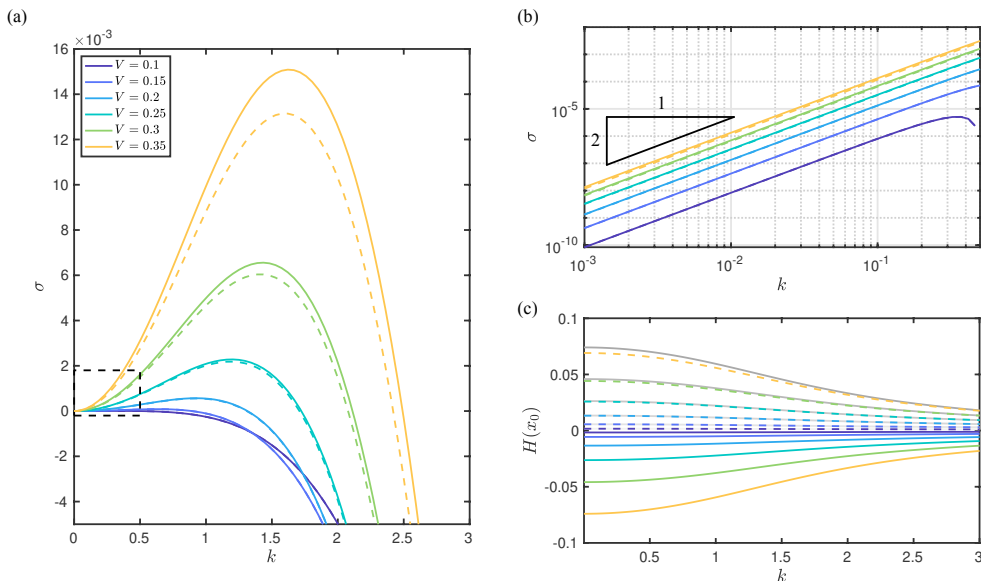 (a)
×10⁻³
16
14
12
10
8
6
4
2
0
-2
-4
σ
0
0.5
1
1.5
2
2.5
3
k
V = 0.1
V = 0.15
V = 0.2
V = 0.25
V = 0.3
V = 0.35
(b)
σ
10⁻⁵
10⁻¹⁰
1
2
10⁻³
10⁻²
10⁻¹
k
(c)
H(x₀)
0.1
0.05
0
-0.05
-0.1
0.5
1
1.5
2
2.5
3
k